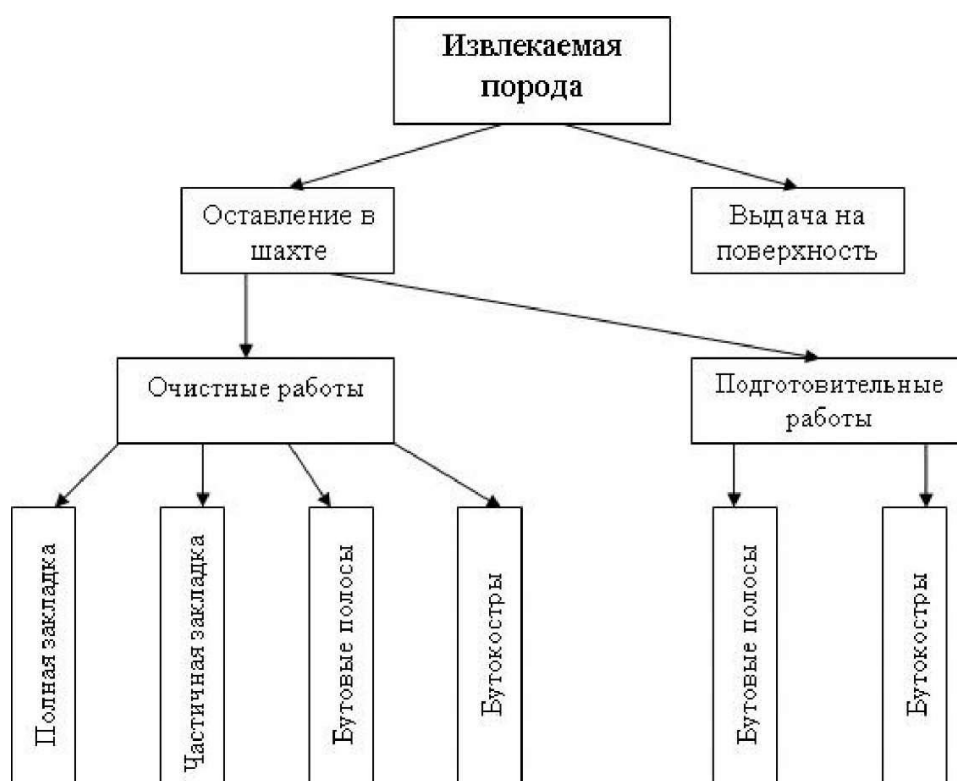 Извлекаемая
порода
Оставление в
шахте
Выдача на
поверхность
Очистные работы
Подготовительные
работы
Полная закладка
Частичная закладка
Бутовые полосы
Бутокостры
Бутовые полосы
Бутокостры